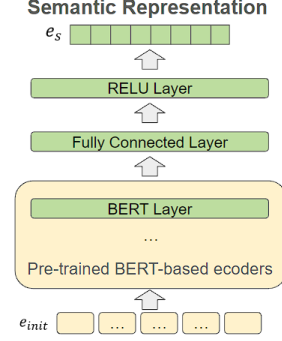 Semantic Representation
e_s
RELU Layer
Fully Connected Layer
BERT Layer
...
Pre-trained BERT-based ecoders
e_init ... ... ...